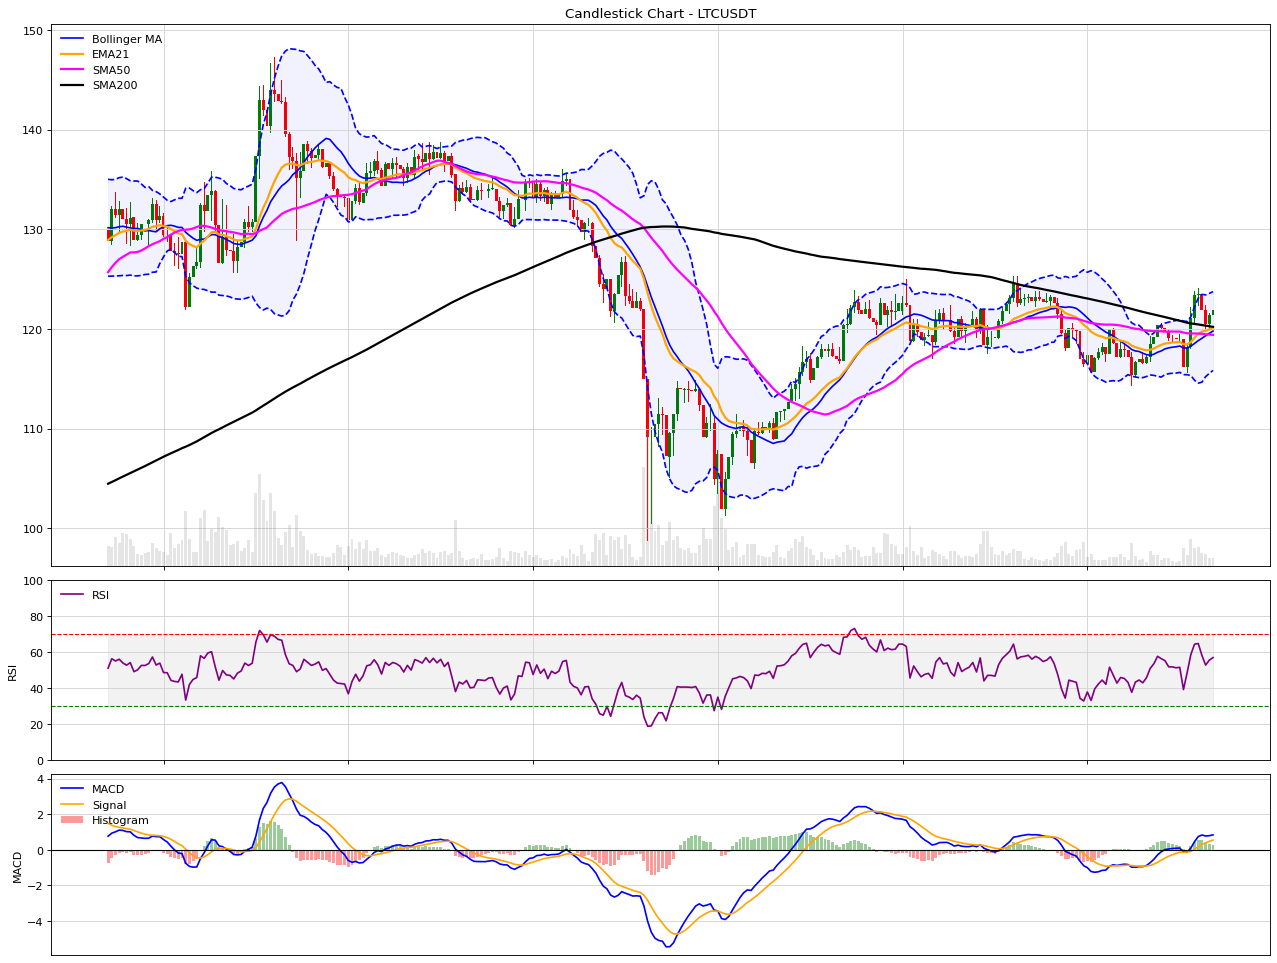 Candlestick Chart - LTCUSDT
Bollinger MA
EMA21
SMA50
SMA200
150
140
130
120
110
100
RSI
100
80
60
40
20
0
RSI
MACD
Signal
Histogram
4
2
0
−2
−4
MACD